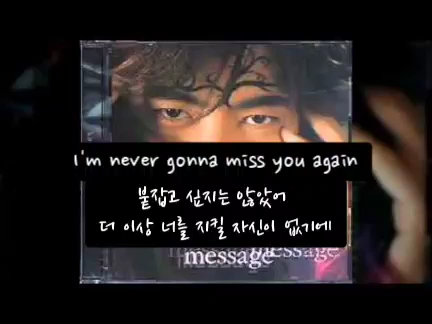 I'm never gonna miss you again
붙잡고 싶지는 않았어
더 이상 너를 지킬 자신이 없기에
message
message